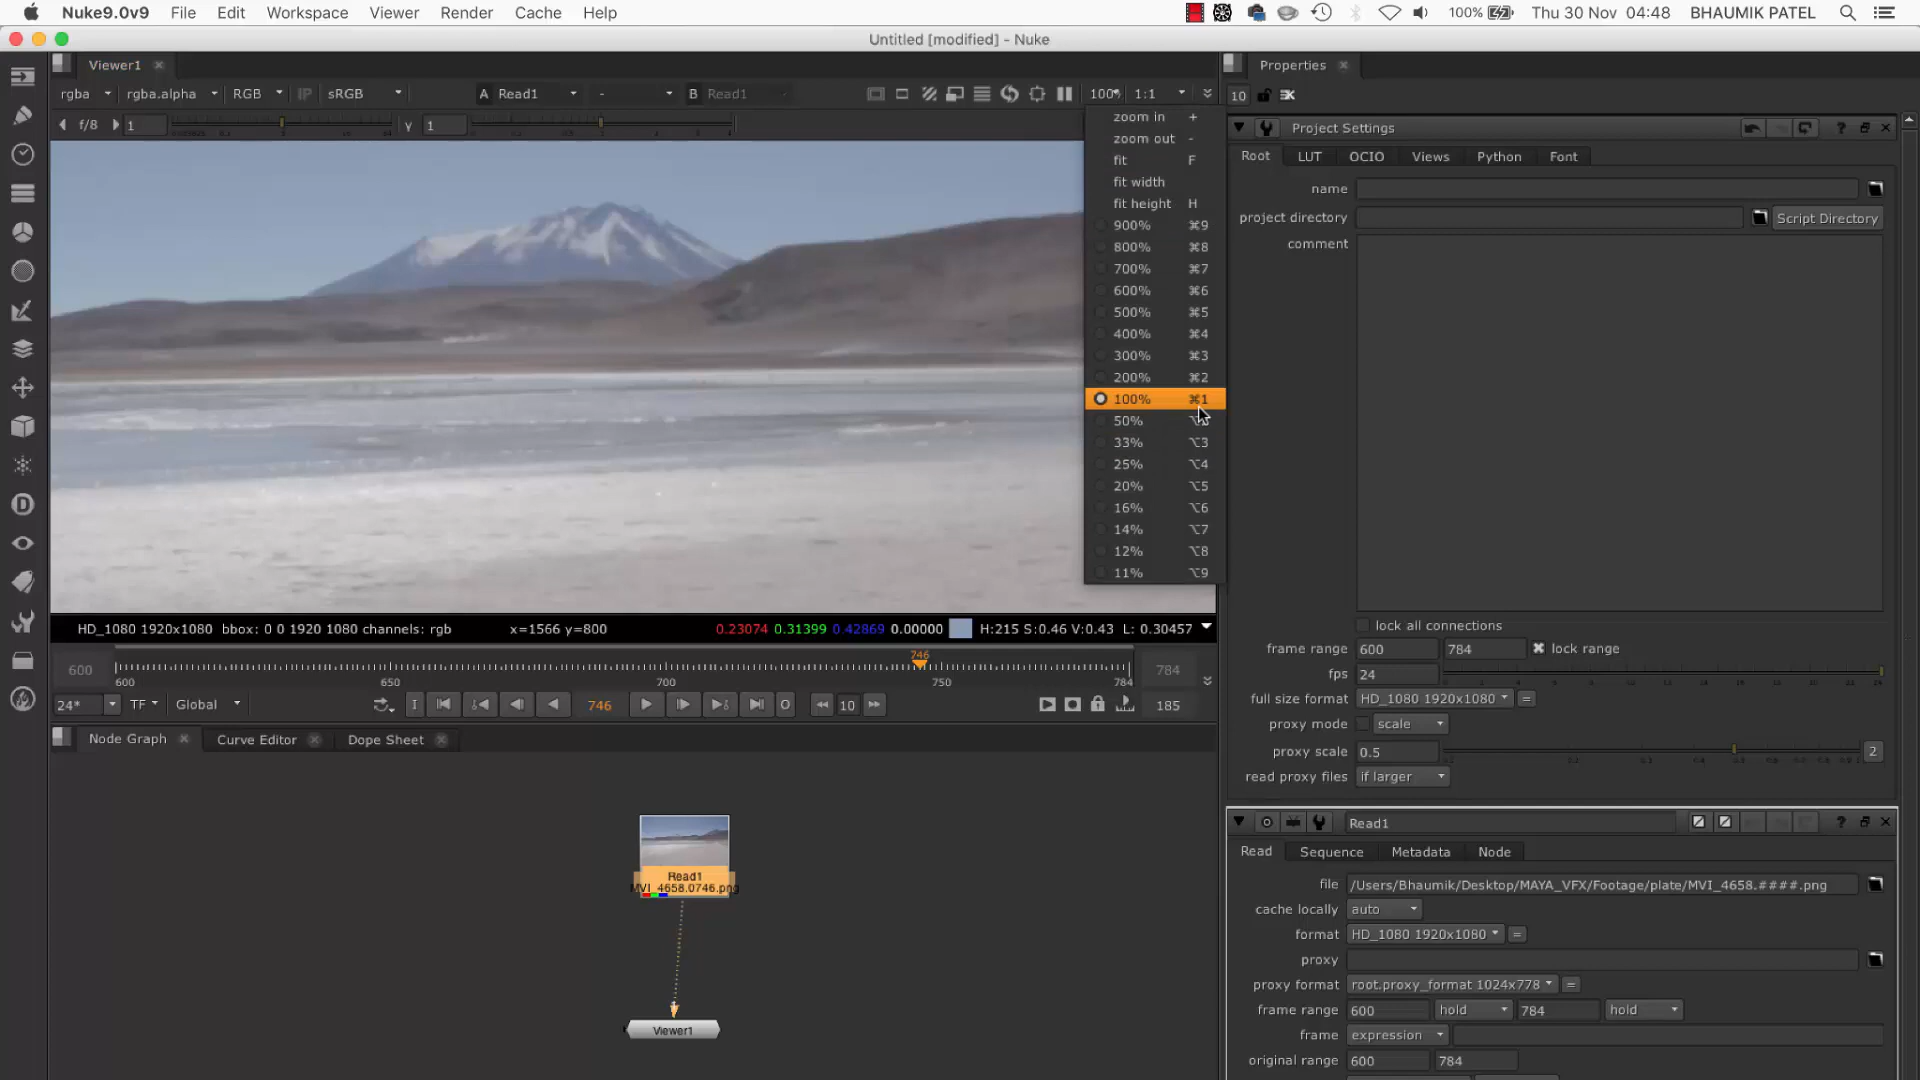 Nuke9.0v9 File Edit Workspace Viewer Render Cache Help 100% Thu 30 Nov 04:48 BHAUMIK PATEL
Untitled [modified] - Nuke
Viewer1
rgba rgba.alpha RGB IP sRGB A Read1 - B Read1 100% 1:1
f/8 1 Y 1
zoom in +
zoom out -
fit F
fit width
fit height H
900% ⌘9
800% ⌘8
700% ⌘7
600% ⌘6
500% ⌘5
400% ⌘4
300% ⌘3
200% ⌘2
100% ⌘1
50%
33% ⌥3
25% ⌥4
20% ⌥5
16% ⌥6
14% ⌥7
12% ⌥8
11% ⌥9
HD_1080 1920x1080 bbox: 0 0 1920 1080 channels: rgb x=1566 y=800 0.23074 0.31399 0.42869 0.00000 H:215 S:0.46 V:0.43 L: 0.30457
600 746 784
600 650 700 750 784
24* TF Global I 746 O 10 185
Node Graph Curve Editor Dope Sheet
Read1
MVI_4658.0746.png
Viewer1
Properties
10
Project Settings ?
Root LUT OCIO Views Python Font
name
project directory Script Directory
comment
lock all connections
frame range 600 784 lock range
fps 24
full size format HD_1080 1920x1080 =
proxy mode scale
proxy scale 0.5 2
read proxy files if larger
Read1 ?
Read Sequence Metadata Node
file /Users/Bhaumik/Desktop/MAYA_VFX/Footage/plate/MVI_4658.####.png
cache locally auto
format HD_1080 1920x1080 =
proxy
proxy format root.proxy_format 1024x778 =
frame range 600 hold 784 hold
frame expression
original range 600 784